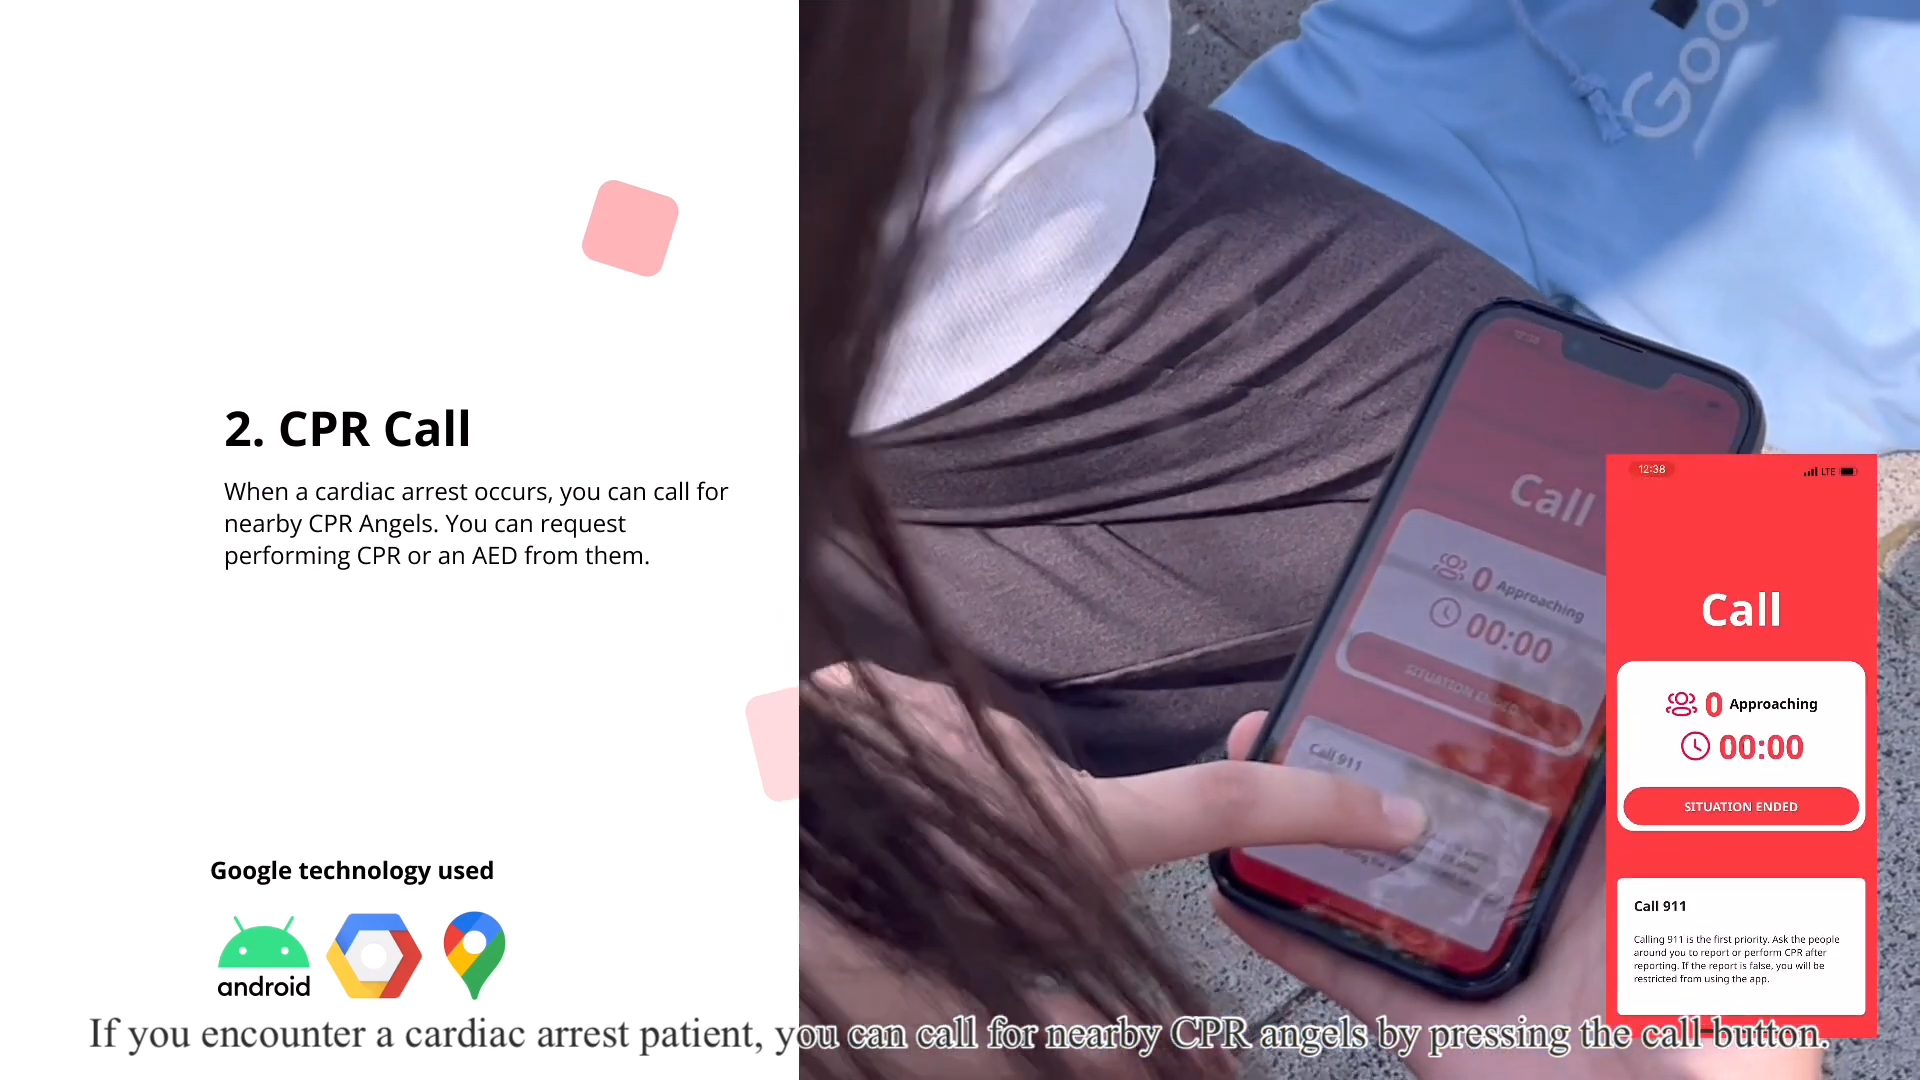 2. CPR Call
When a cardiac arrest occurs, you can call for
nearby CPR Angels. You can request
performing CPR or an AED from them.
Google technology used
android
Goo
Call
0 Approaching
00:00
SITUATION ENDED
Call 911
12:38
LTE
Call
0 Approaching
00:00
SITUATION ENDED
Call 911
Calling 911 is the first priority. Ask the people
around you to report or perform CPR after
reporting. If the report is false, you will be
restricted from using the app.
If you encounter a cardiac arrest patient, you can call for nearby CPR angels by pressing the call button.